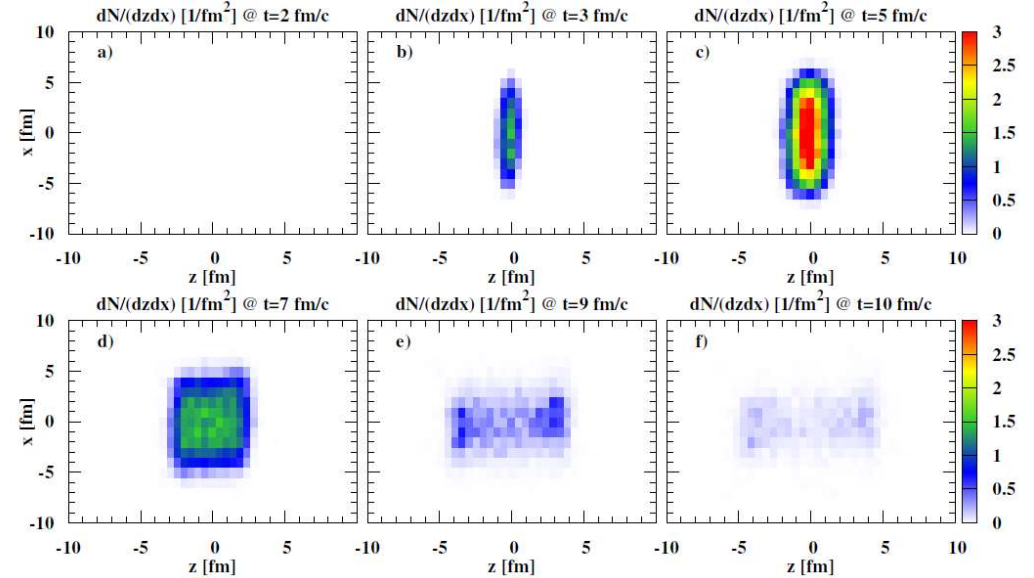 dN/(dzdx) [1/fm²] @ t=2 fm/c
dN/(dzdx) [1/fm²] @ t=3 fm/c
dN/(dzdx) [1/fm²] @ t=5 fm/c
a)
b)
c)
10
5
0
-5
-10
x [fm]
3
2.5
2
1.5
1
0.5
0
-10 -5 0 5
-10 -5 0 5
-10 -5 0 5 10
z [fm]
z [fm]
z [fm]
dN/(dzdx) [1/fm²] @ t=7 fm/c
dN/(dzdx) [1/fm²] @ t=9 fm/c
dN/(dzdx) [1/fm²] @ t=10 fm/c
d)
e)
f)
10
5
0
-5
-10
x [fm]
3
2.5
2
1.5
1
0.5
0
-10 -5 0 5
-10 -5 0 5
-10 -5 0 5 10
z [fm]
z [fm]
z [fm]